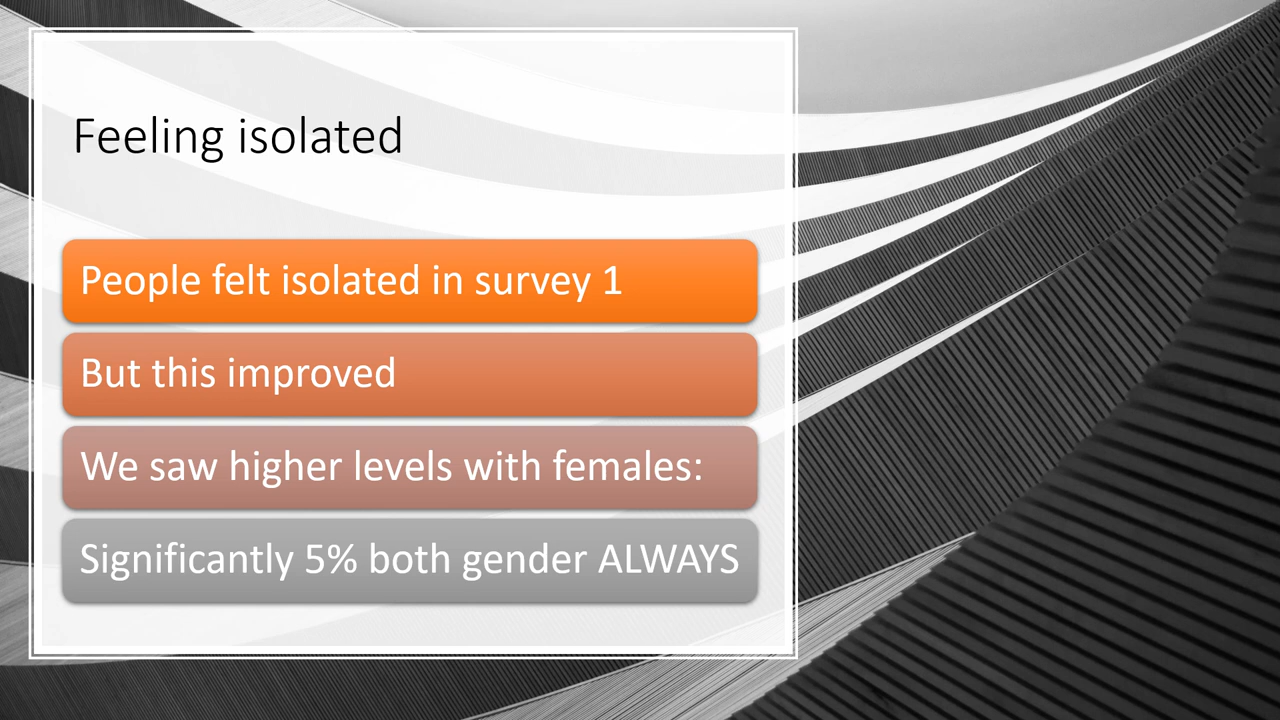 Feeling isolated
People felt isolated in survey 1
But this improved
We saw higher levels with females:
Significantly 5% both gender ALWAYS